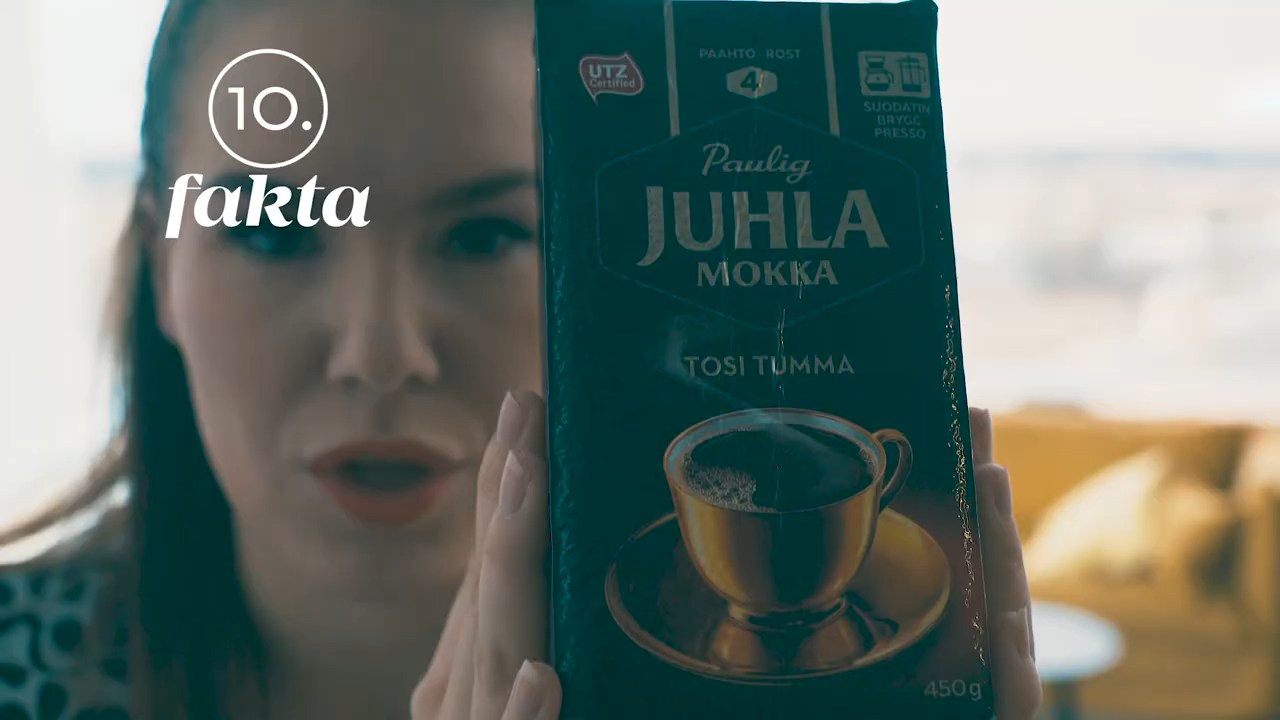 10.
fakta
UTZ
Certified
PAAHTO - ROST
4
SUODATIN
BRYGG
PRESSO
Paulig
JUHLA
MOKKA
TOSI TUMMA
450g